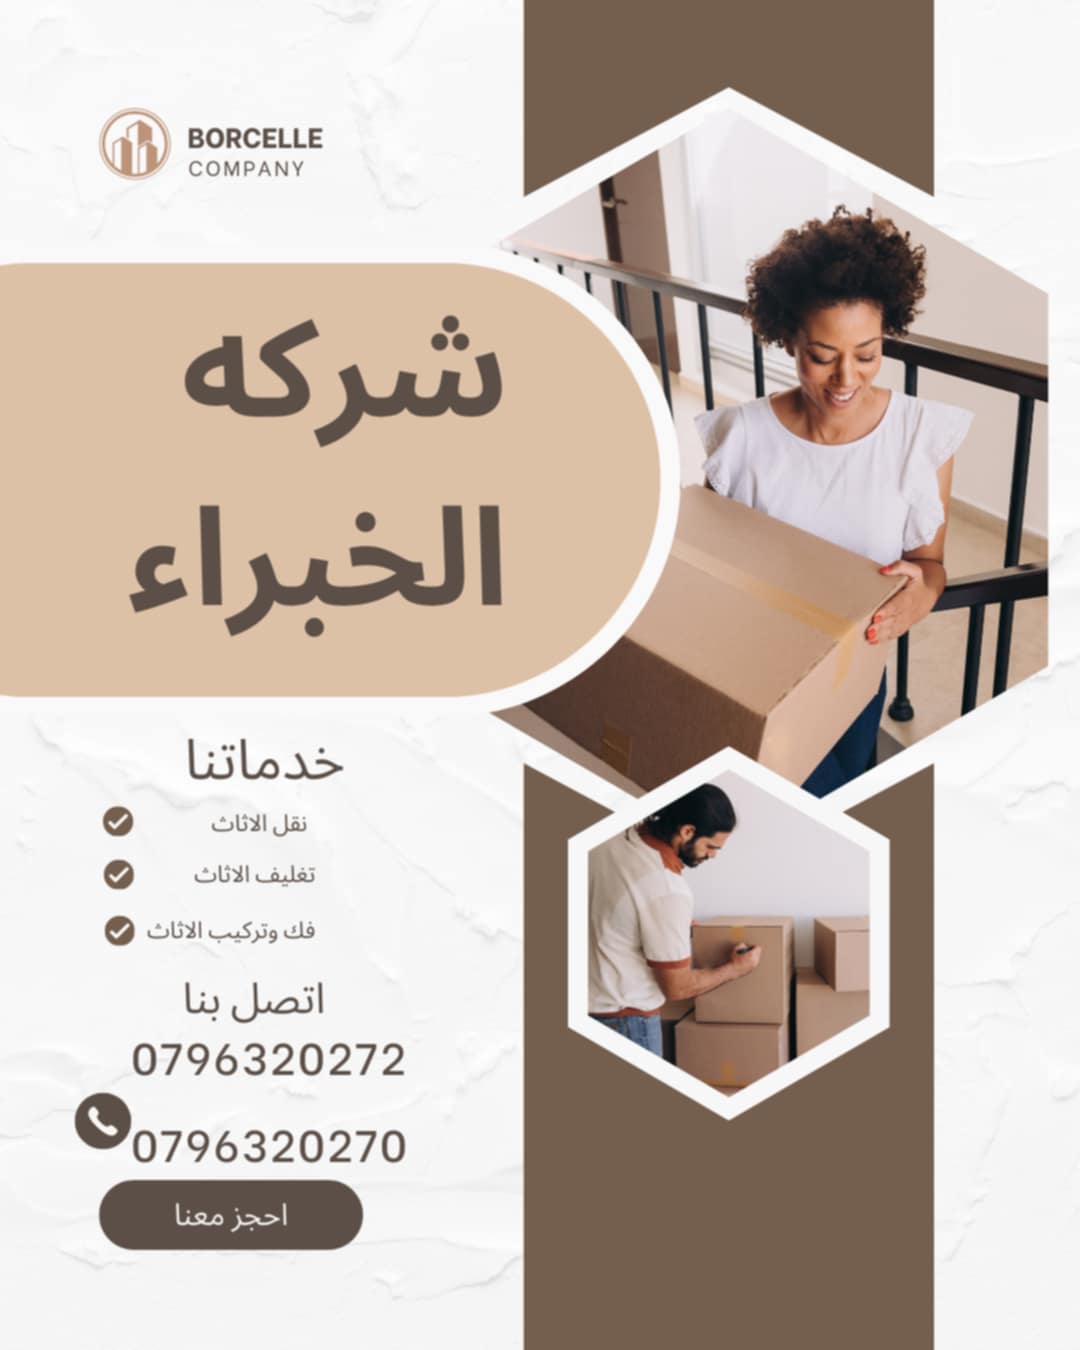 BORCELLE
COMPANY
شركه
الخبراء
خدماتنا
نقل الاثاث
تغليف الاثاث
فك وتركيب الاثاث
اتصل بنا
0796320272
0796320270
احجز معنا